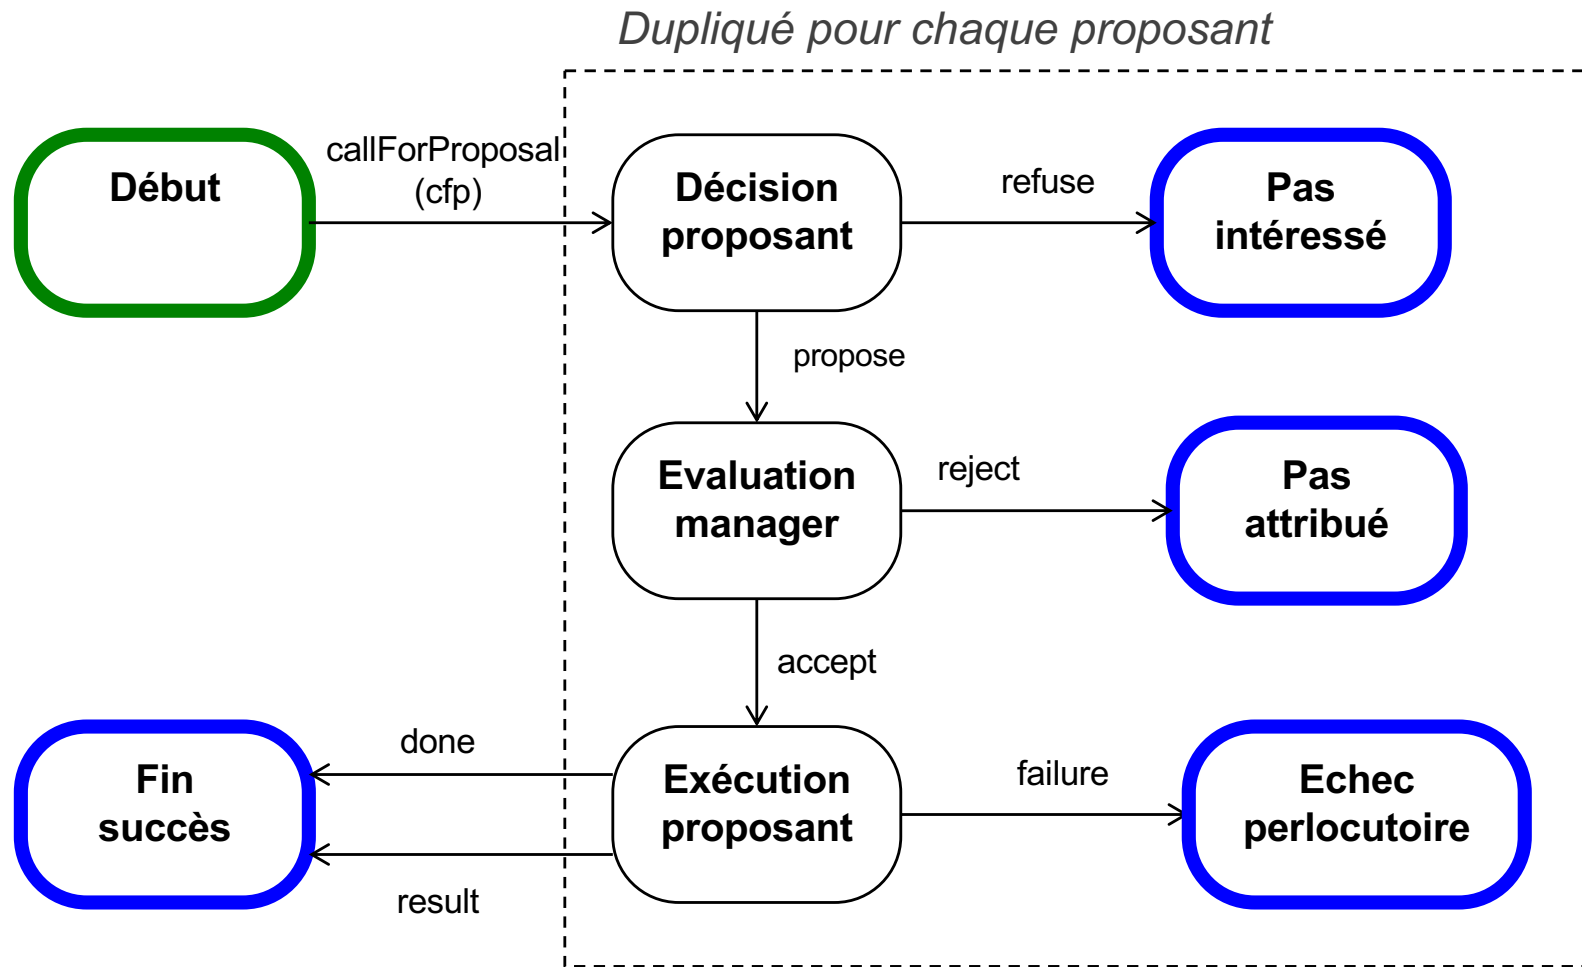 Dupliqué pour chaque proposant
Début
callForProposal
(cfp)
Décision
proposant
refuse
Pas
intéressé
propose
Evaluation
manager
reject
Pas
attribué
accept
Fin
succès
done
result
Exécution
proposant
failure
Echec
perlocutoire